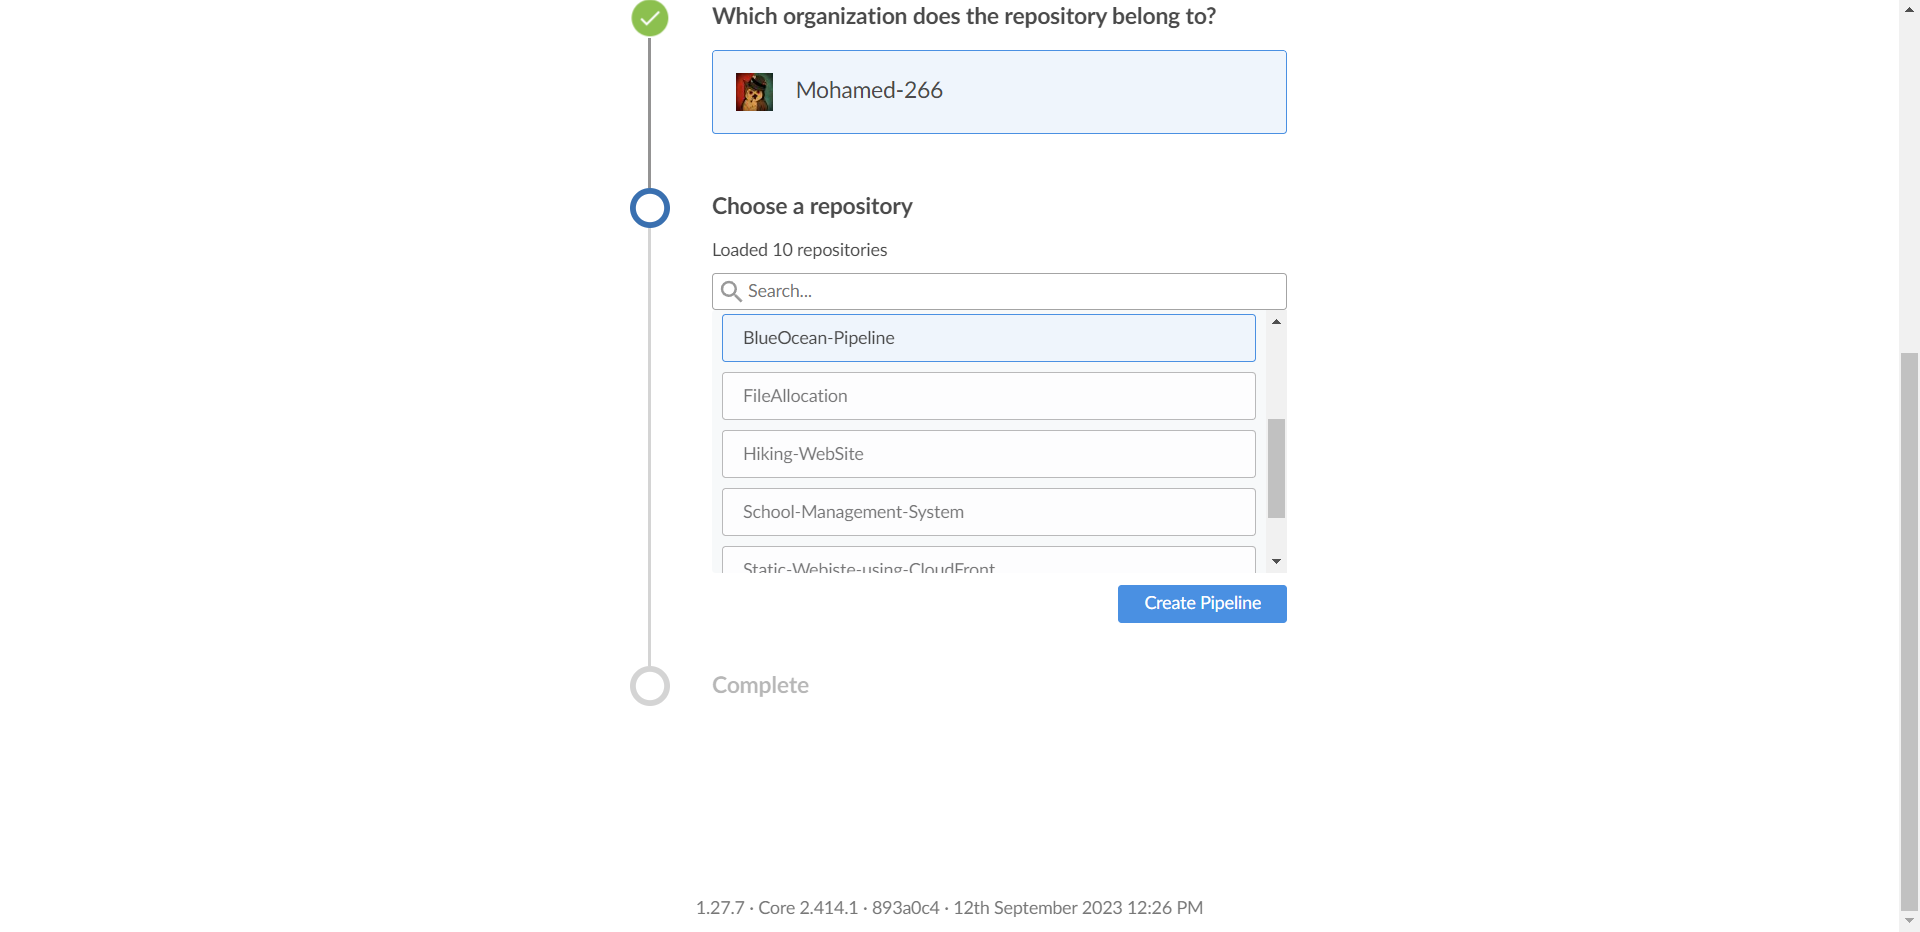 Which organization does the repository belong to?
Mohamed-266
Choose a repository
Loaded 10 repositories
Search...
BlueOcean-Pipeline
FileAllocation
Hiking-WebSite
School-Management-System
Static-Webiste-using-CloudFront
Create Pipeline
Complete
1.27.7 · Core 2.414.1 · 893a0c4 · 12th September 2023 12:26 PM